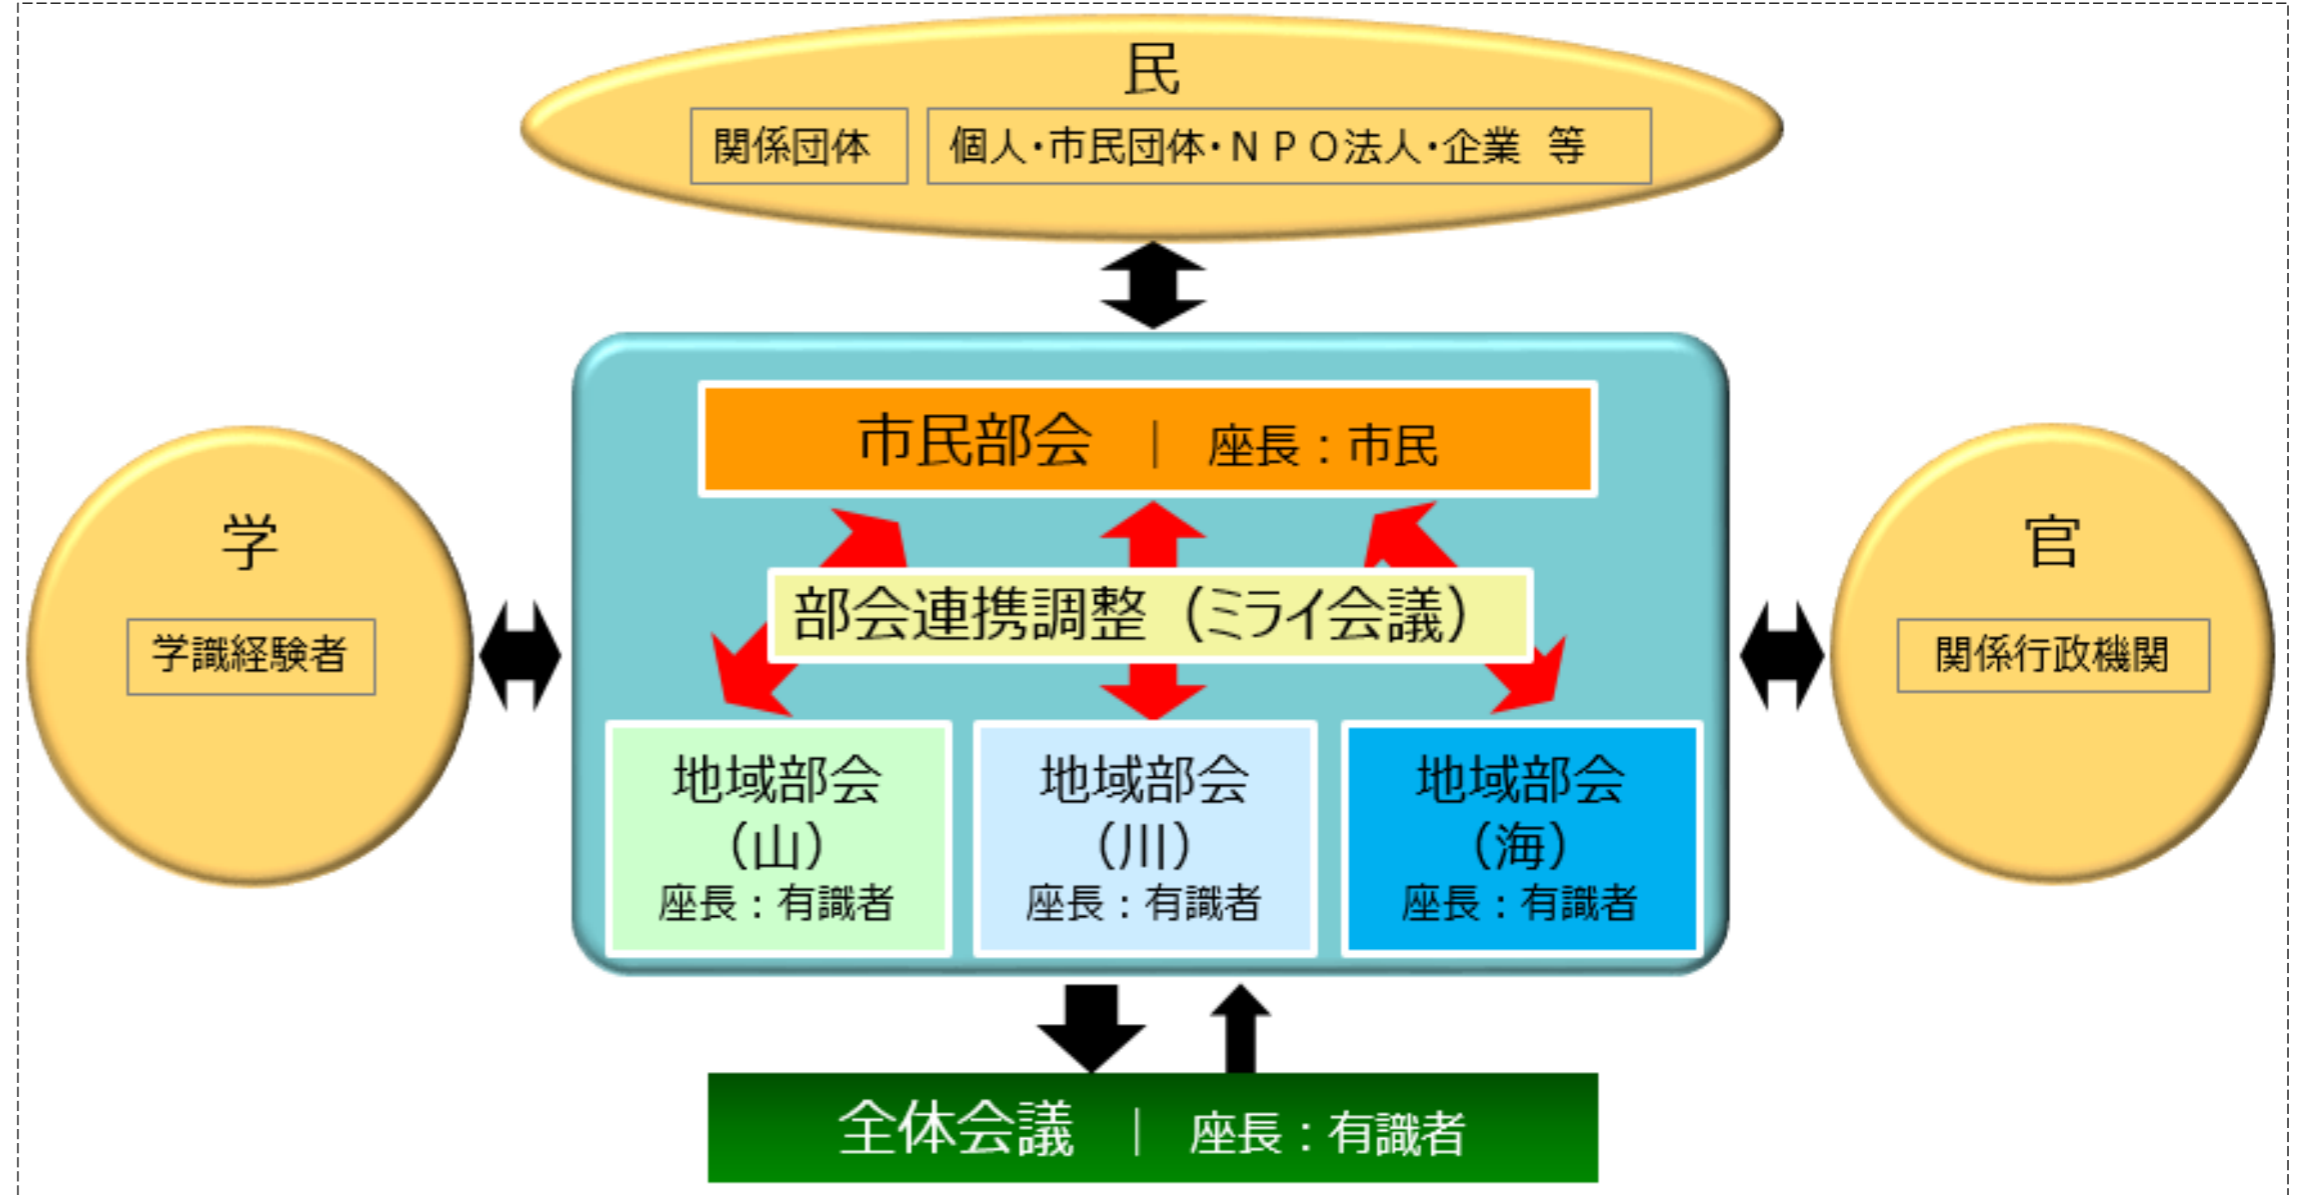 民
関係団体
個人・市民団体・ＮＰＯ法人・企業 等
市民部会 ｜ 座長：市民
学
学識経験者
部会連携調整（ミライ会議）
官
関係行政機関
地域部会
（山）
座長：有識者
地域部会
（川）
座長：有識者
地域部会
（海）
座長：有識者
全体会議 ｜ 座長：有識者